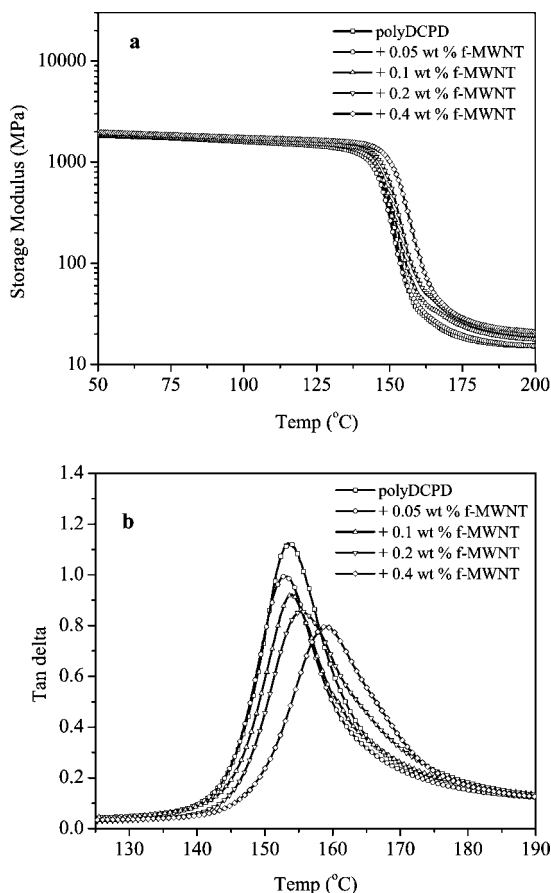 a
polyDCPD
+ 0.05 wt % f-MWNT
+ 0.1 wt % f-MWNT
+ 0.2 wt % f-MWNT
+ 0.4 wt % f-MWNT
10000
1000
100
10
Storage Modulus (MPa)
50 75 100 125 150 175 200
Temp (°C)
b
polyDCPD
+ 0.05 wt % f-MWNT
+ 0.1 wt % f-MWNT
+ 0.2 wt % f-MWNT
+ 0.4 wt % f-MWNT
1.4
1.2
1.0
0.8
0.6
0.4
0.2
0.0
Tan delta
130 140 150 160 170 180 190
Temp (°C)